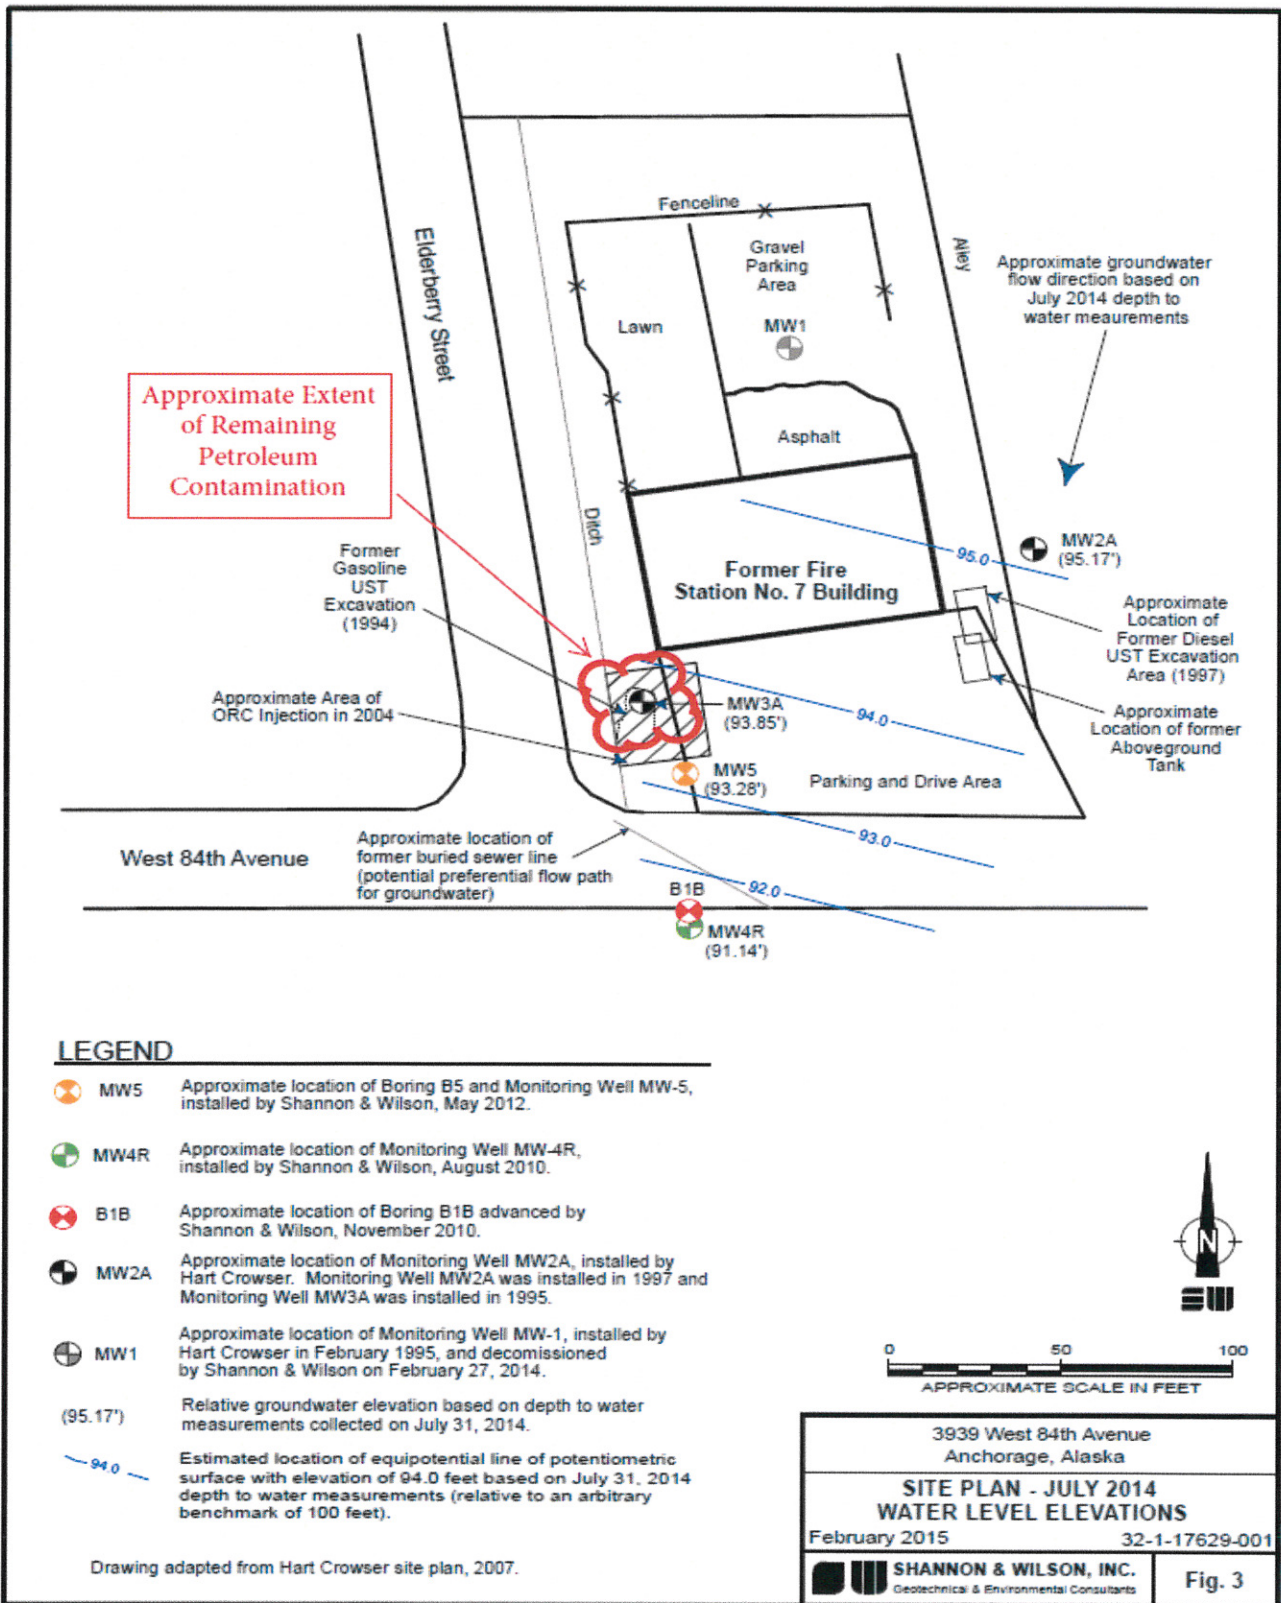 Fenceline
Elderberry Street
Gravel
Parking
Area
Alley
Approximate groundwater
flow direction based on
July 2014 depth to
water meaurements
Lawn
MW1
Approximate Extent
of Remaining
Petroleum
Contamination
Asphalt
Ditch
95.0
MW2A
(95.17')
Former
Gasoline
UST
Excavation
(1994)
Former Fire
Station No. 7 Building
Approximate
Location of
Former Diesel
UST Excavation
Area (1997)
Approximate Area of
ORC Injection in 2004
MW3A
(93.85')
94.0
Approximate
Location of former
Aboveground
Tank
MW5
(93.28')
Parking and Drive Area
West 84th Avenue
Approximate location of
former buried sewer line
(potential preferential flow path
for groundwater)
93.0
92.0
B1B
MW4R
(91.14')
LEGEND
MW5 Approximate location of Boring B5 and Monitoring Well MW-5,
installed by Shannon & Wilson, May 2012.
MW4R Approximate location of Monitoring Well MW-4R,
installed by Shannon & Wilson, August 2010.
B1B Approximate location of Boring B1B advanced by
Shannon & Wilson, November 2010.
MW2A Approximate location of Monitoring Well MW2A, installed by
Hart Crowser. Monitoring Well MW2A was installed in 1997 and
Monitoring Well MW3A was installed in 1995.
MW1 Approximate location of Monitoring Well MW-1, installed by
Hart Crowser in February 1995, and decomissioned
by Shannon & Wilson on February 27, 2014.
(95.17') Relative groundwater elevation based on depth to water
measurements collected on July 31, 2014.
94.0 Estimated location of equipotential line of potentiometric
surface with elevation of 94.0 feet based on July 31, 2014
depth to water measurements (relative to an arbitrary
benchmark of 100 feet).
Drawing adapted from Hart Crowser site plan, 2007.
N
SW
0 50 100
APPROXIMATE SCALE IN FEET
3939 West 84th Avenue
Anchorage, Alaska
SITE PLAN - JULY 2014
WATER LEVEL ELEVATIONS
February 2015 32-1-17629-001
SW SHANNON & WILSON, INC.
Geotechnical & Environmental Consultants
Fig. 3